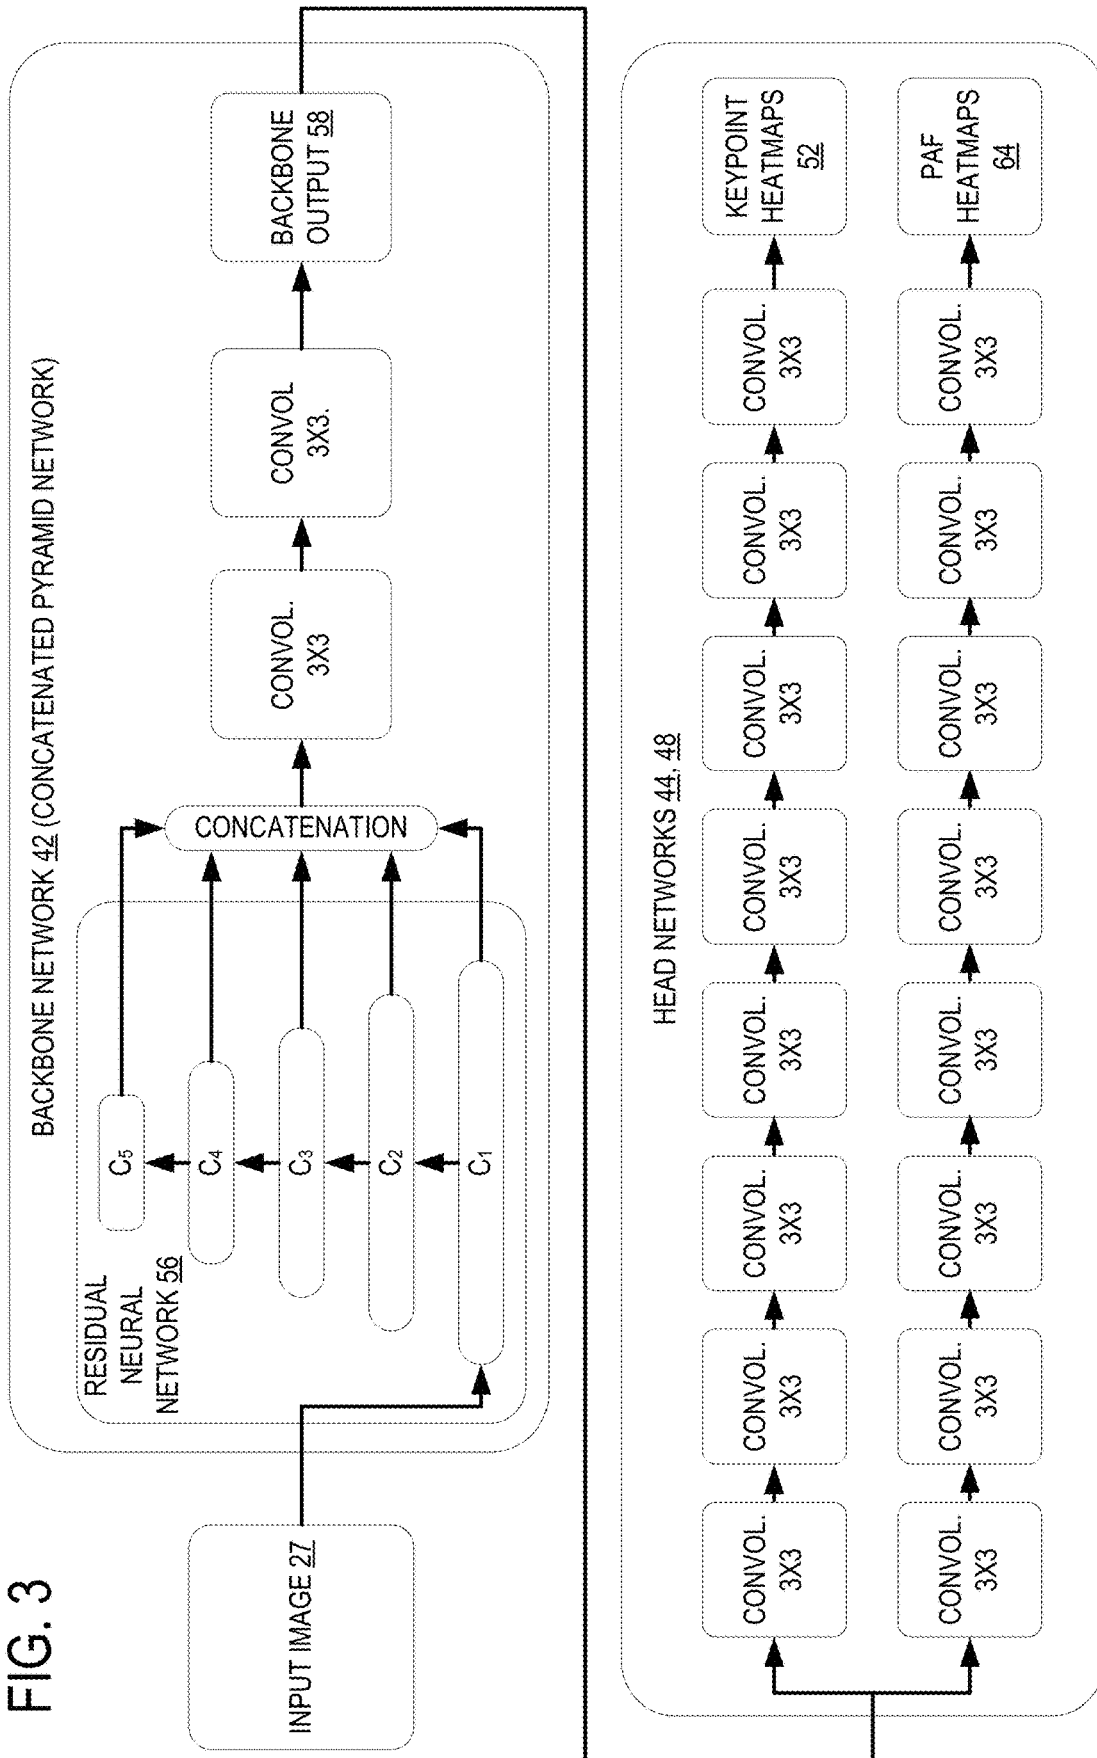 FIG. 3
BACKBONE NETWORK 42 (CONCATENATED PYRAMID NETWORK)
INPUT IMAGE 27
RESIDUAL
NEURAL
NETWORK 56
C5
C4
C3
C2
C1
CONCATENATION
CONVOL.
3X3
CONVOL
3X3.
BACKBONE
OUTPUT 58
HEAD NETWORKS 44, 48
CONVOL.
3X3
CONVOL.
3X3
CONVOL.
3X3
CONVOL.
3X3
CONVOL.
3X3
CONVOL.
3X3
CONVOL.
3X3
CONVOL.
3X3
KEYPOINT
HEATMAPS
52
CONVOL.
3X3
CONVOL.
3X3
CONVOL.
3X3
CONVOL.
3X3
CONVOL.
3X3
CONVOL.
3X3
CONVOL.
3X3
CONVOL.
3X3
PAF
HEATMAPS
64